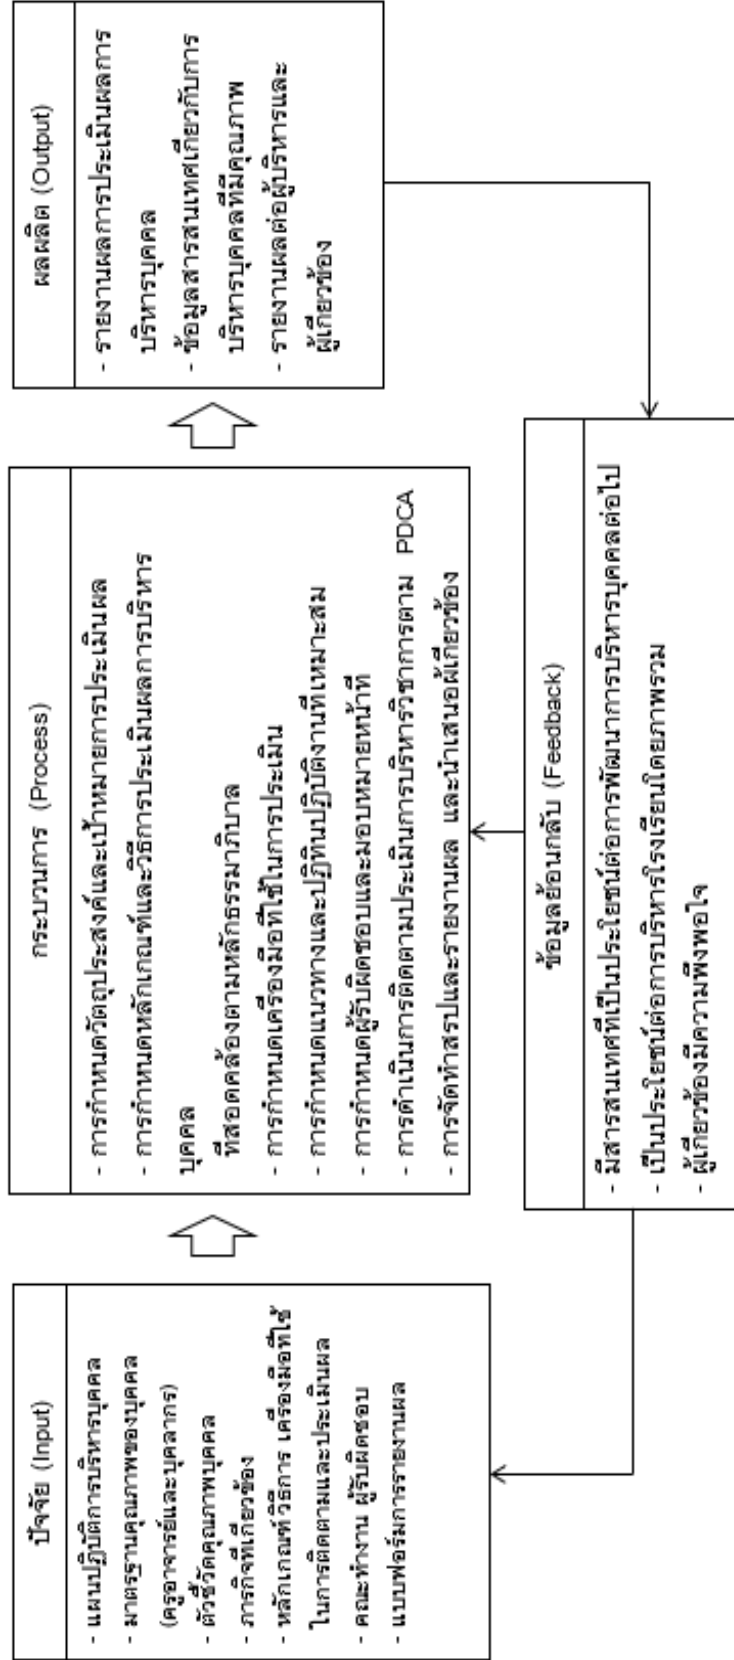 ปัจจัย (Input)
- แผนปฏิบัติการบริหารบุคคล
- มาตรฐานคุณภาพของบุคคล
(ครูอาจารย์และบุคลากร)
- ตัวชี้วัดคุณภาพบุคคล
- ภารกิจที่เกี่ยวข้อง
- หลักเกณฑ์ วิธีการ เครื่องมือที่ใช้
ในการติดตามและประเมินผล
- คณะทำงาน ผู้รับผิดชอบ
- แบบฟอร์มการรายงานผล
กระบวนการ (Process)
- การกำหนดวัตถุประสงค์และเป้าหมายการประเมินผล
- การกำหนดหลักเกณฑ์และวิธีการประเมินผลการบริหาร
บุคคล
ที่สอดคล้องตามหลักธรรมาภิบาล
- การกำหนดเครื่องมือที่ใช้ในการประเมิน
- การกำหนดแนวทางและปฏิทินปฏิบัติงานที่เหมาะสม
- การกำหนดผู้รับผิดชอบและมอบหมายหน้าที่
- การดำเนินการติดตามประเมินการบริหารวิชาการตาม PDCA
- การจัดทำสรุปและรายงานผล และนำเสนอผู้เกี่ยวข้อง
ผลผลิต (Output)
- รายงานผลการประเมินผลการ
บริหารบุคคล
- ข้อมูลสารสนเทศเกี่ยวกับการ
บริหารบุคคลที่มีคุณภาพ
- รายงานผลต่อผู้บริหารและ
ผู้เกี่ยวข้อง
ข้อมูลย้อนกลับ (Feedback)
- มีสารสนเทศที่เป็นประโยชน์ต่อการพัฒนาการบริหารบุคคลต่อไป
- เป็นประโยชน์ต่อการบริหารโรงเรียนโดยภาพรวม
- ผู้เกี่ยวข้องมีความพึงพอใจ